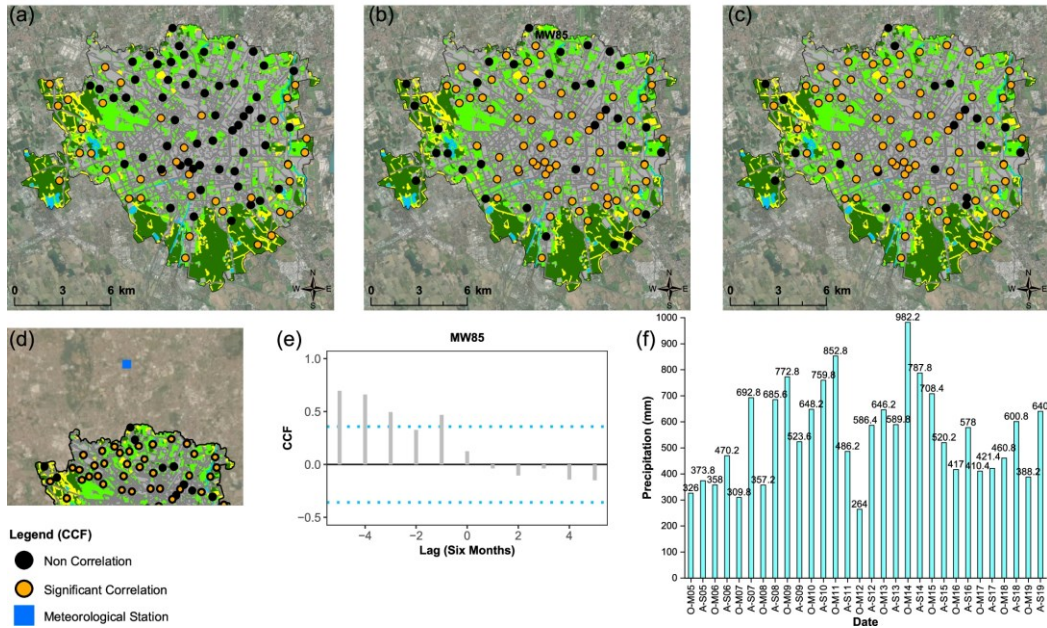 (a)
(b)
(c)
MW85
N
W E
S
0 3 6 km
N
W E
S
0 3 6 km
N
W E
S
0 3 6 km
(d)
(e)
MW85
1.0
0.5
0.0
−0.5
CCF
−4 −2 0 2 4
Lag (Six Months)
(f)
Precipitation (mm)
1000
900
800
700
600
500
400
300
200
100
0
326
373.8
358
470.2
309.8
692.8
357.2
685.6
772.8
523.6
648.2
759.8
852.8
486.2
264
586.4
646.2
589.8
982.2
787.8
708.4
520.2
417
578
410.4
421.4
460.8
600.8
388.2
640
O-M05
A-S05
O-M06
A-S06
O-M07
A-S07
O-M08
A-S08
O-M09
A-S09
O-M10
A-S10
O-M11
A-S11
O-M12
A-S12
O-M13
A-S13
O-M14
A-S14
O-M15
A-S15
O-M16
A-S16
O-M17
A-S17
O-M18
A-S18
O-M19
A-S19
Date
Legend (CCF)
Non Correlation
Significant Correlation
Meteorological Station